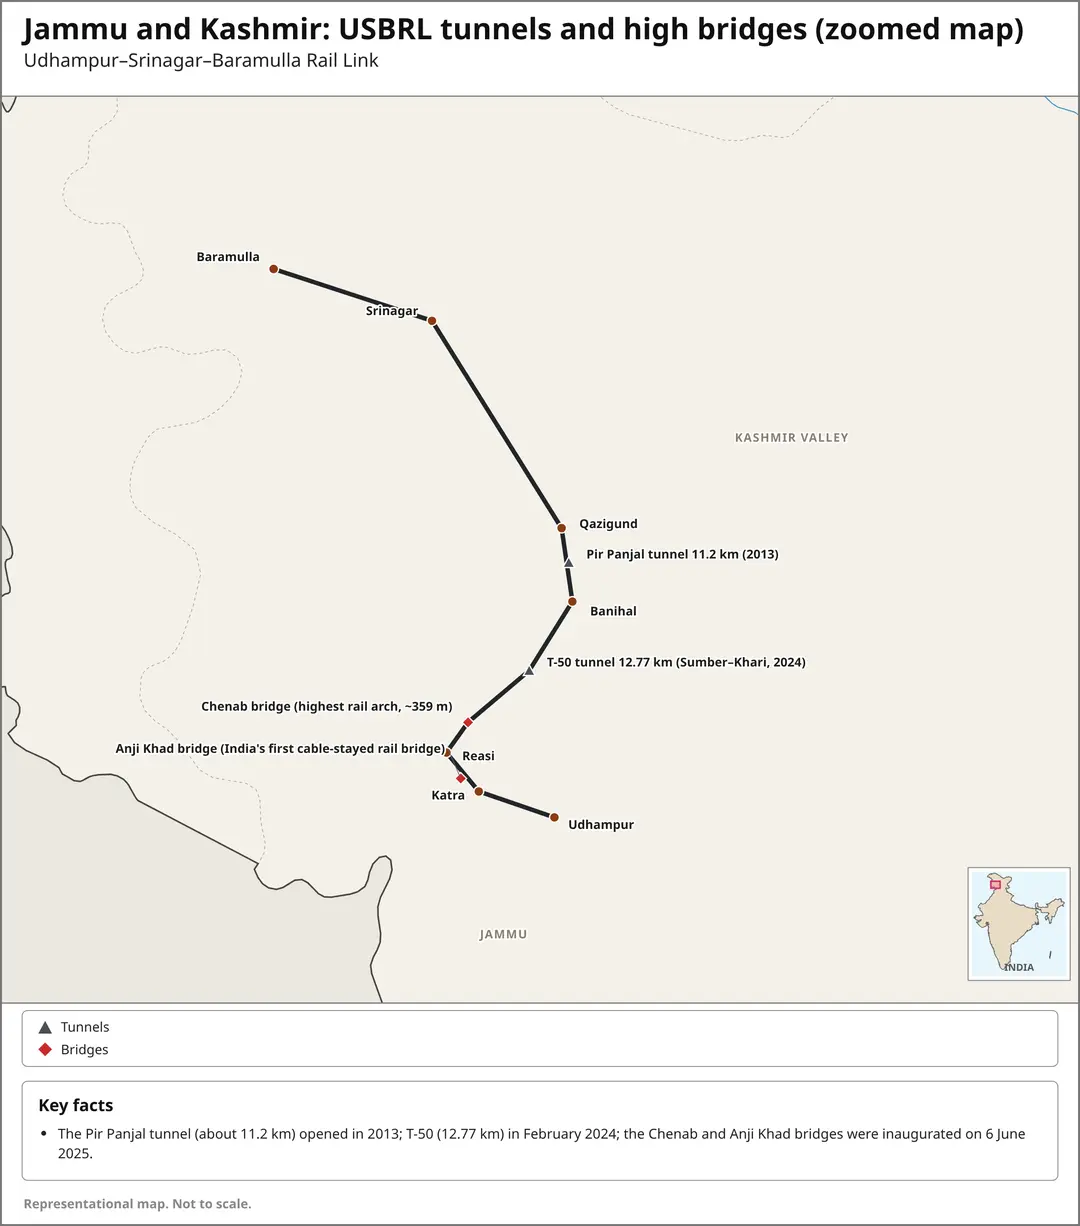 Jammu and Kashmir: USBRL tunnels and high bridges (zoomed map)
Udhampur–Srinagar–Baramulla Rail Link
Baramulla
Srinagar
KASHMIR VALLEY
Qazigund
Pir Panjal tunnel 11.2 km (2013)
Banihal
T-50 tunnel 12.77 km (Sumber–Khari, 2024)
Chenab bridge (highest rail arch, ~359 m)
Anji Khad bridge (India's first cable-stayed rail bridge)
Reasi
Katra
Udhampur
JAMMU
INDIA
Tunnels
Bridges
Key facts
• The Pir Panjal tunnel (about 11.2 km) opened in 2013; T-50 (12.77 km) in February 2024; the Chenab and Anji Khad bridges were inaugurated on 6 June
2025.
Representational map. Not to scale.